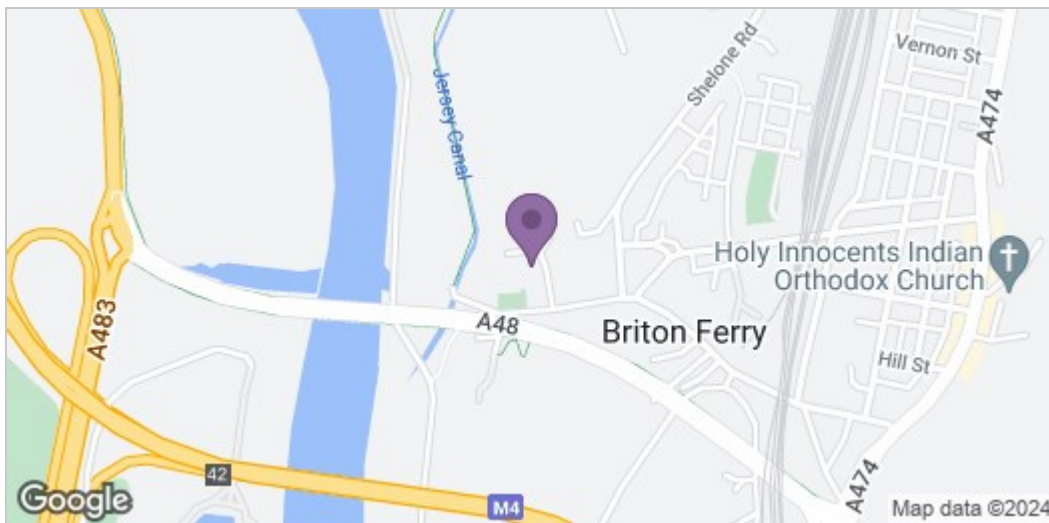 Vernon St
Shelone Rd
A474
Jersey Canal
Holy Innocents Indian
Orthodox Church
A483
A48
Briton Ferry
Hill St
42
M4
A474
Google
Map data ©2024